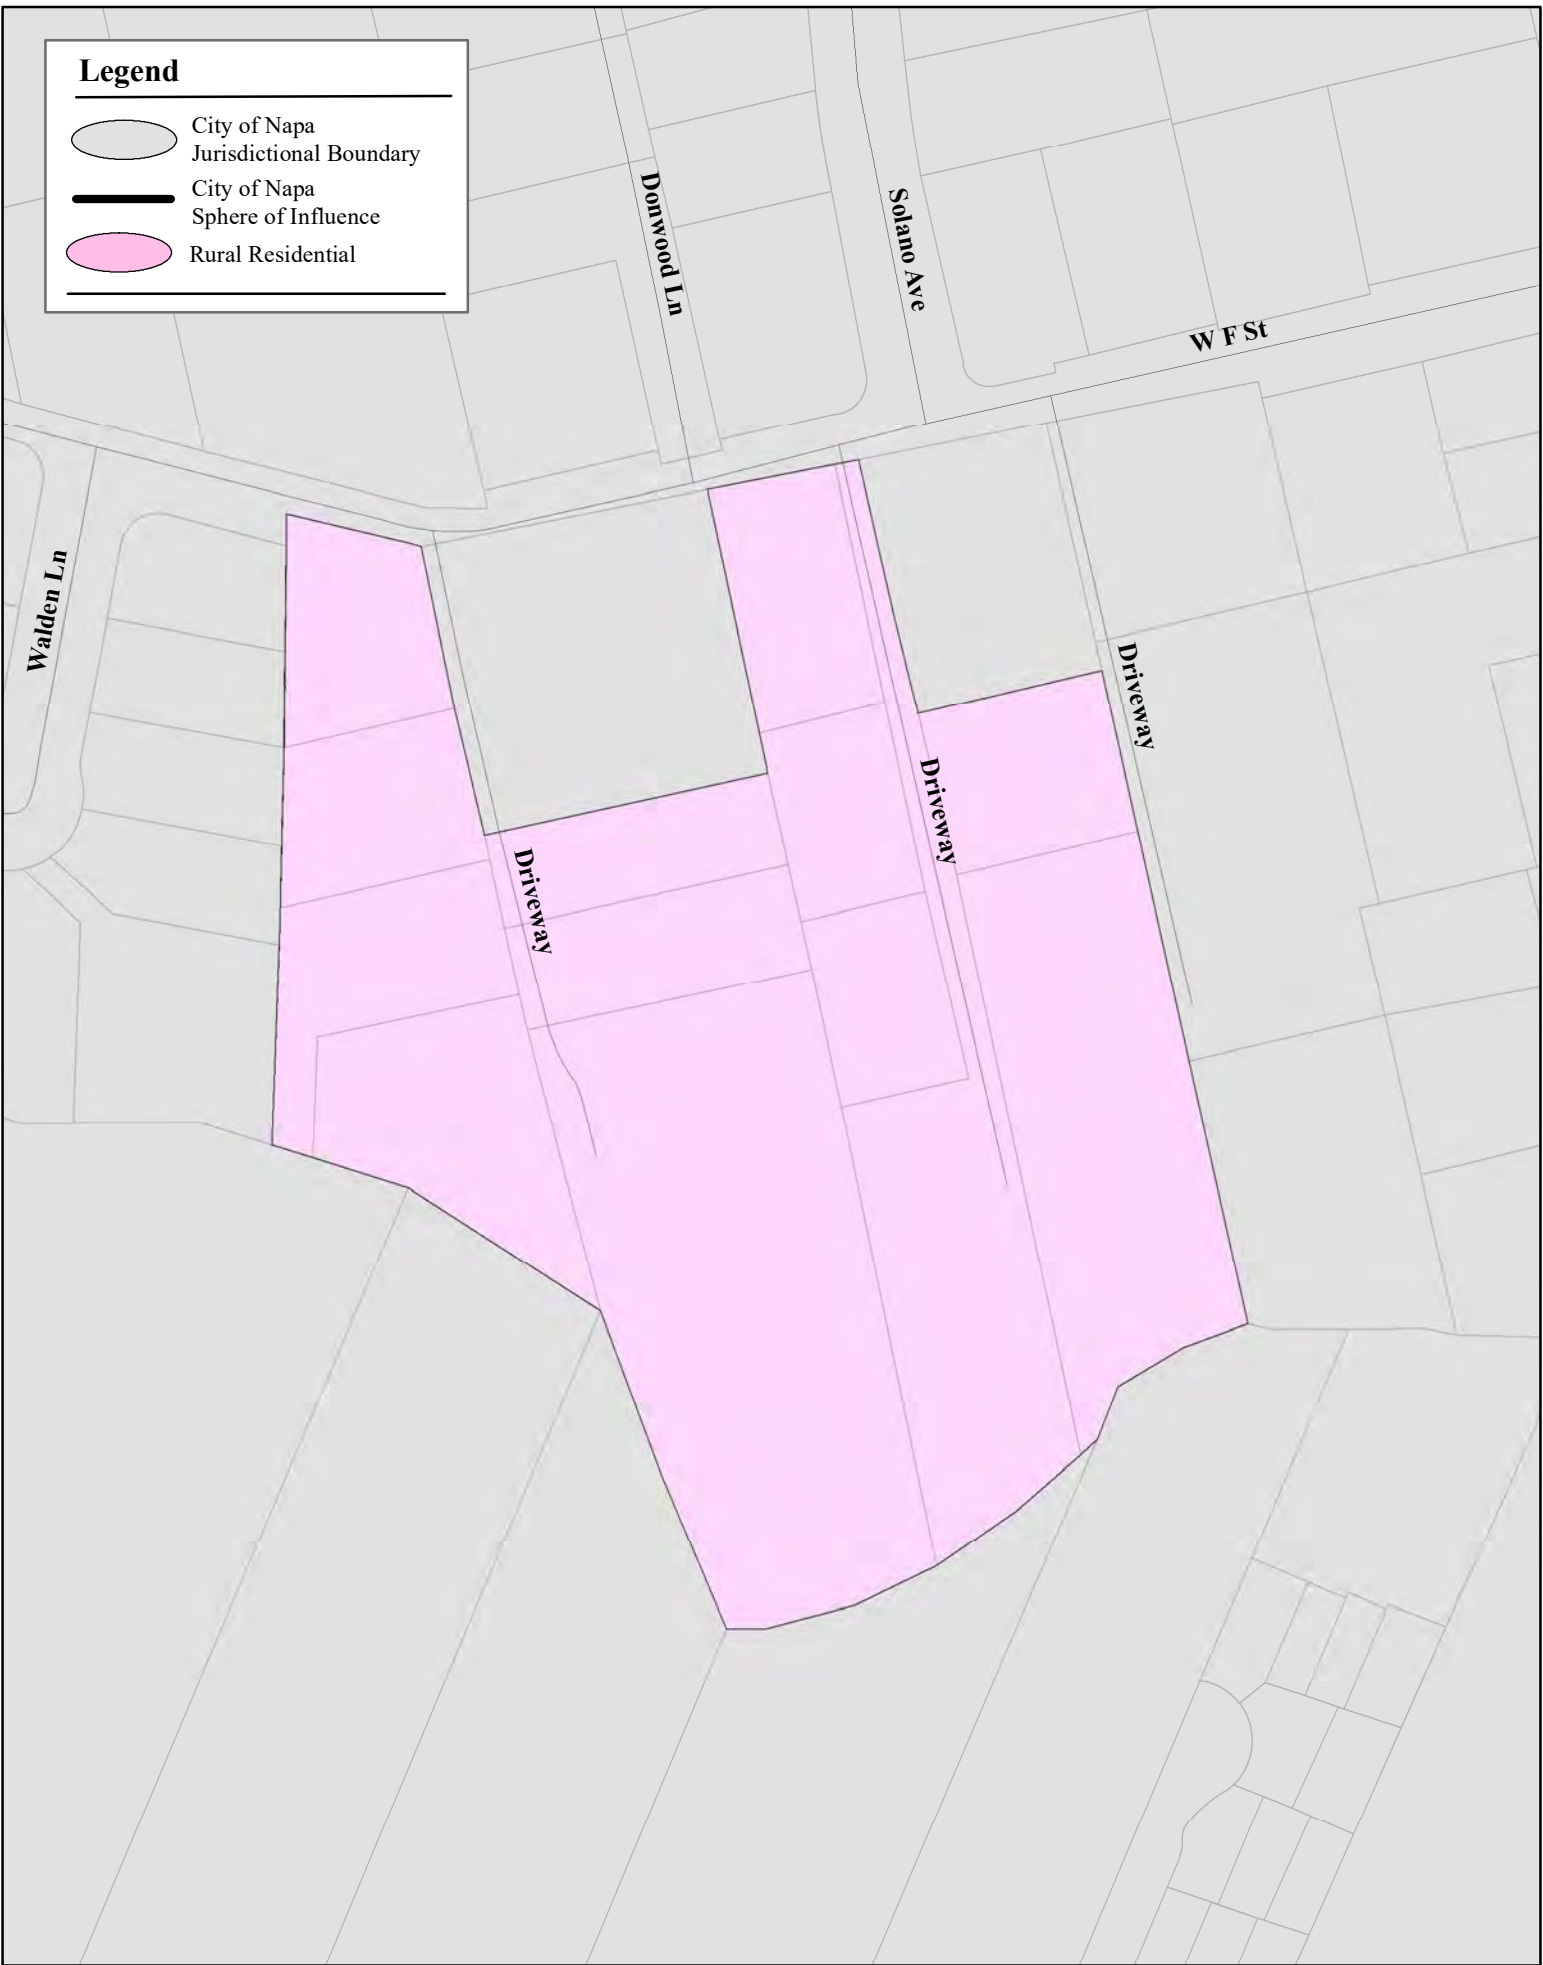 Legend
City of Napa
Jurisdictional Boundary
City of Napa
Sphere of Influence
Rural Residential
Donwood Ln
Solano Ave
W F St
Walden Ln
Driveway
Driveway
Driveway